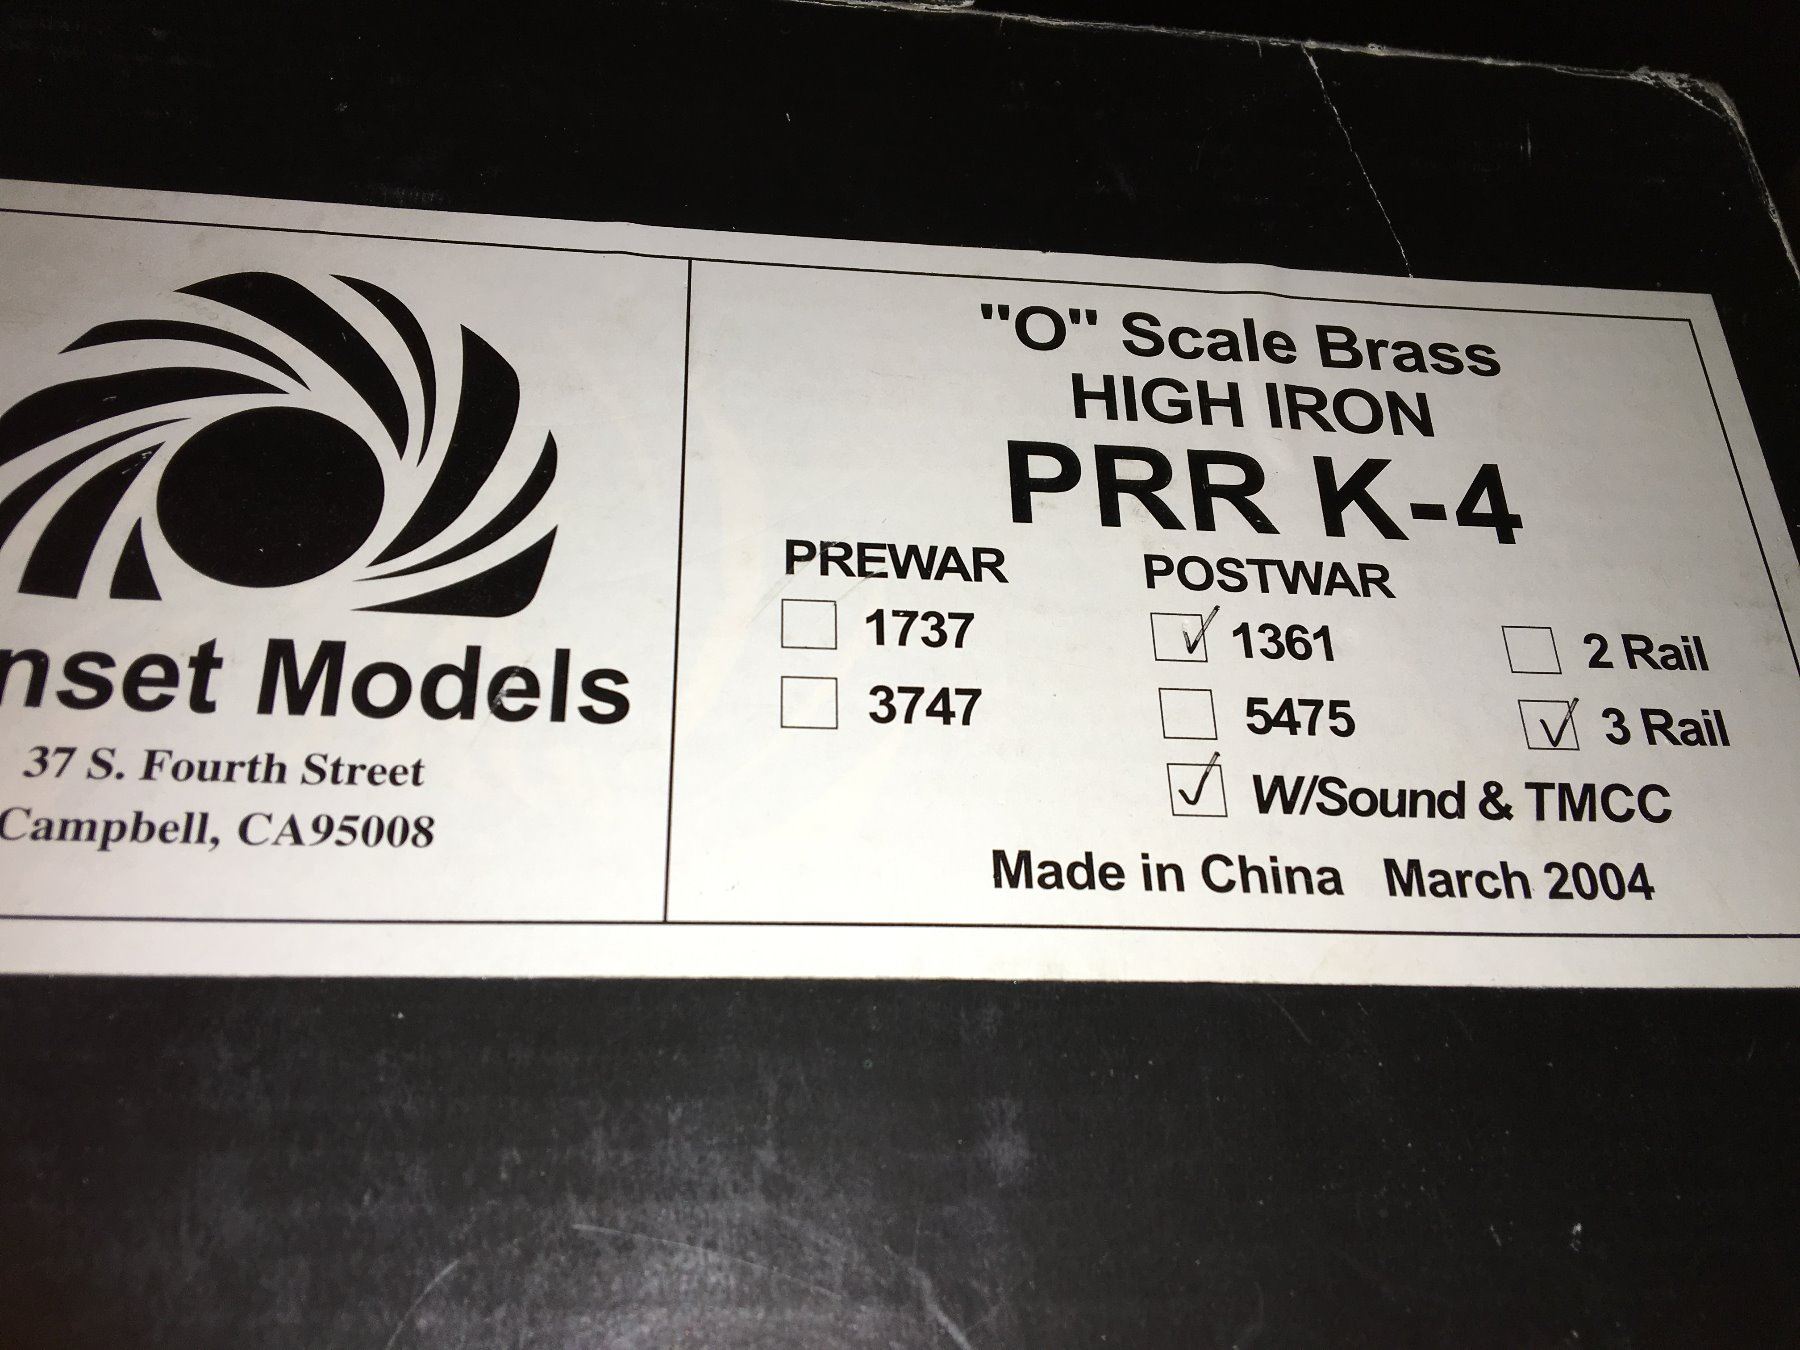 nset Models
37 S. Fourth Street
Campbell, CA95008
"O" Scale Brass
HIGH IRON
PRR K-4
PREWAR POSTWAR
1737 1361 2 Rail
3747 5475 3 Rail
W/Sound & TMCC
Made in China March 2004